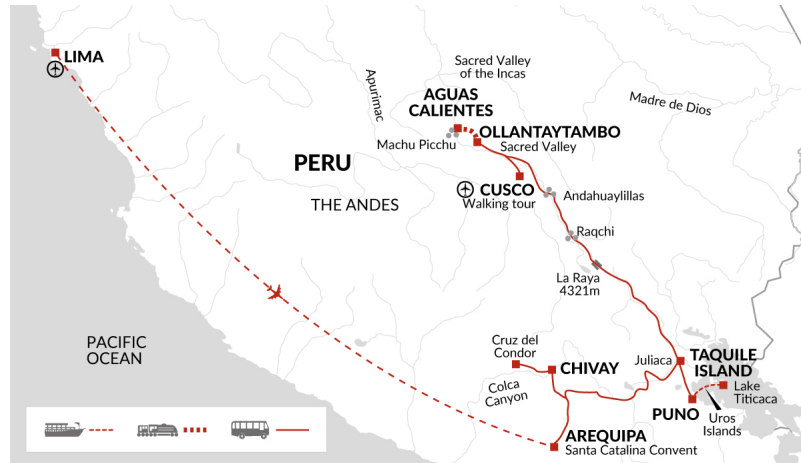 LIMA
Apurimac
Sacred Valley
of the Incas
Madre de Dios
AGUAS
CALIENTES
Machu Picchu
OLLANTAYTAMBO
Sacred Valley
PERU
THE ANDES
CUSCO
Walking tour
Andahuaylillas
Raqchi
La Raya
4321m
PACIFIC
OCEAN
Cruz del
Condor
CHIVAY
Colca
Canyon
Juliaca
TAQUILE
ISLAND
Lake
Titicaca
PUNO
Uros
Islands
AREQUIPA
Santa Catalina Convent